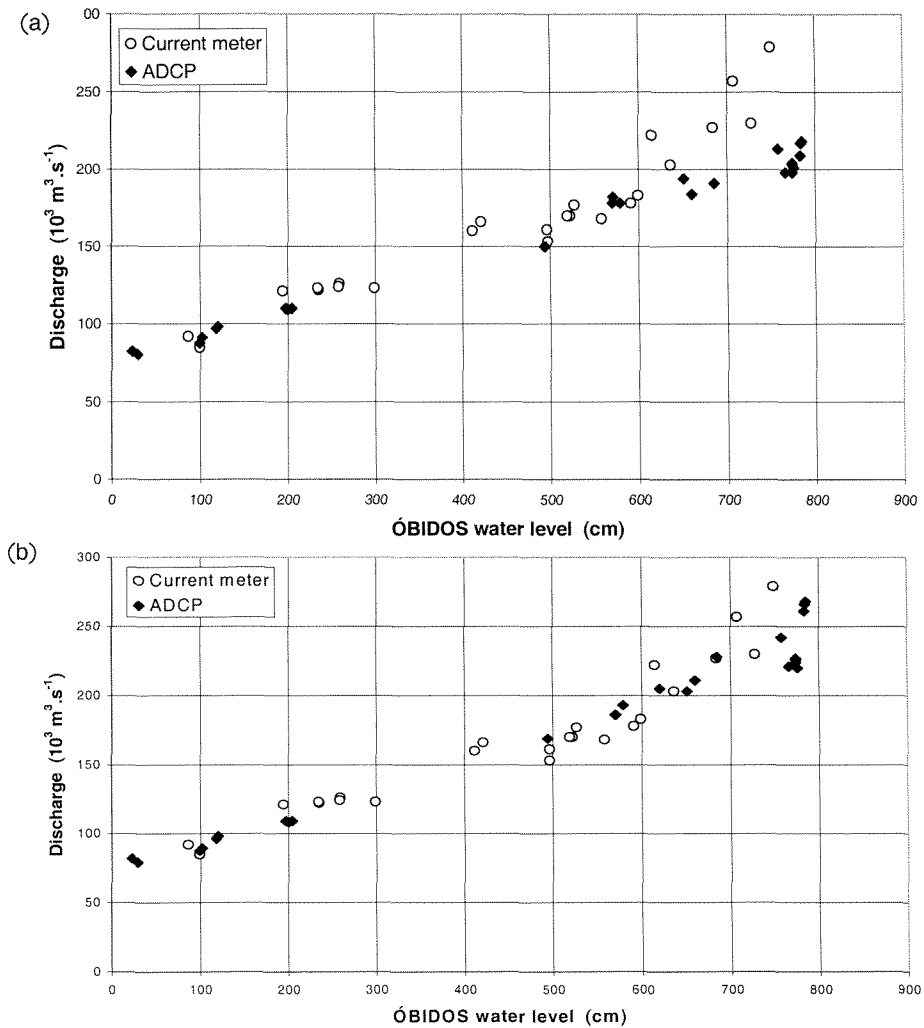 (a)
00
250
200
150
100
50
0
Discharge (10³ m³.s⁻¹)
Current meter
ADCP
0 100 200 300 400 500 600 700 800 900
ÓBIDOS water level (cm)
(b)
300
250
200
150
100
50
0
Discharge (10³ m³.s⁻¹)
Current meter
ADCP
0 100 200 300 400 500 600 700 800 900
ÓBIDOS water level (cm)